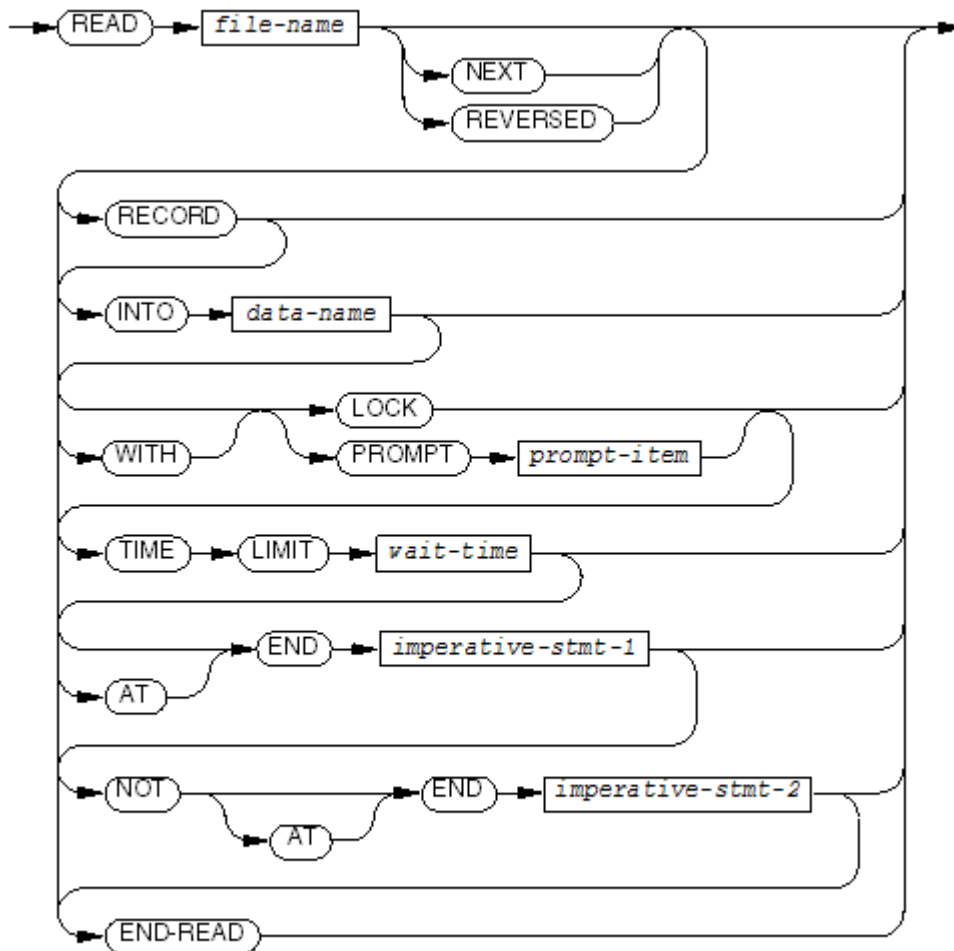 READ file-name
NEXT
REVERSED
RECORD
INTO data-name
LOCK
WITH PROMPT prompt-item
TIME LIMIT wait-time
END imperative-stmt-1
AT
NOT END imperative-stmt-2
AT
END-READ